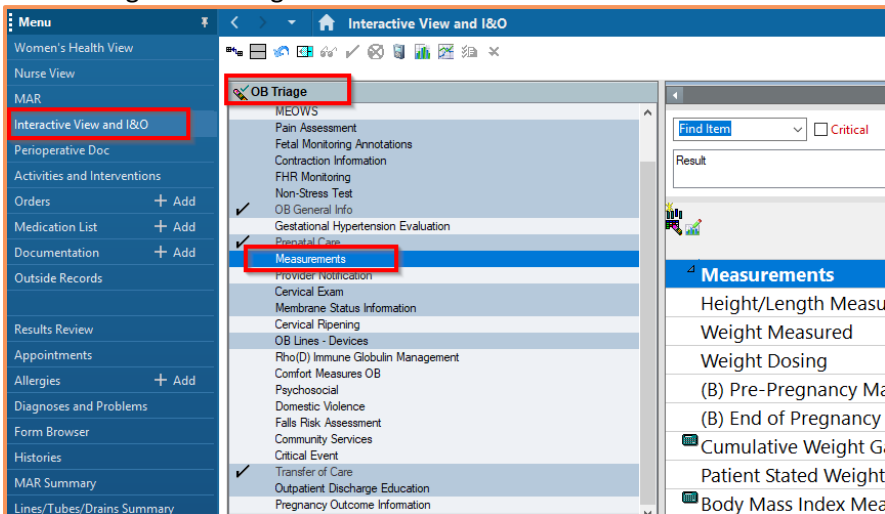 Menu
Women's Health View
Nurse View
MAR
Interactive View and I&O
Perioperative Doc
Activities and Interventions
Orders + Add
Medication List + Add
Documentation + Add
Outside Records
Results Review
Appointments
Allergies + Add
Diagnoses and Problems
Form Browser
Histories
MAR Summary
Lines/Tubes/Drains Summary
Interactive View and I&O
OB Triage
MEOWS
Pain Assessment
Fetal Monitoring Annotations
Contraction Information
FHR Monitoring
Non-Stress Test
OB General Info
Gestational Hypertension Evaluation
Prenatal Care
Measurements
Provider Notification
Cervical Exam
Membrane Status Information
Cervical Ripening
OB Lines - Devices
Rho(D) Immune Globulin Management
Comfort Measures OB
Psychosocial
Domestic Violence
Falls Risk Assessment
Community Services
Critical Event
Transfer of Care
Outpatient Discharge Education
Pregnancy Outcome Information
Find Item Critical
Result
Measurements
Height/Length Measu
Weight Measured
Weight Dosing
(B) Pre-Pregnancy Ma
(B) End of Pregnancy
Cumulative Weight Ga
Patient Stated Weight
Body Mass Index Mea